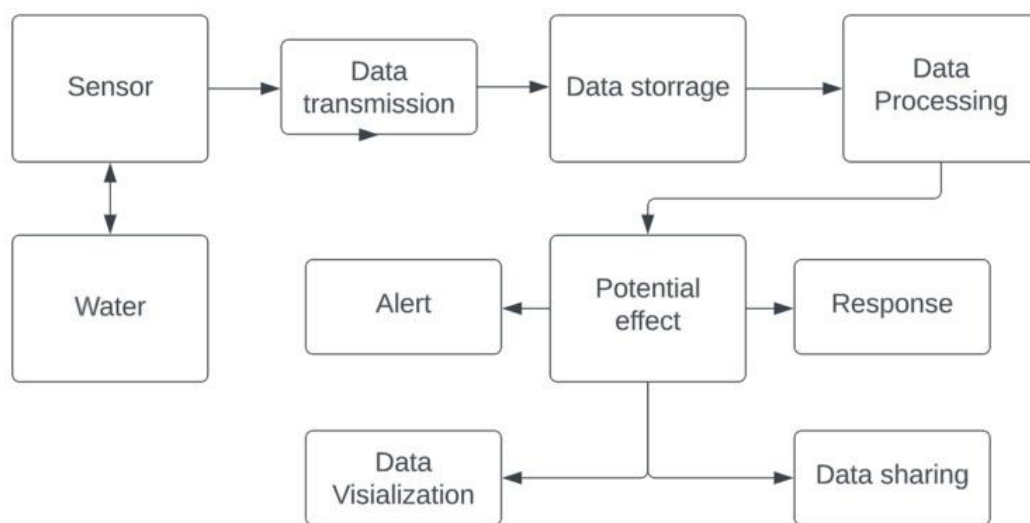 Sensor
Data
transmission
Data storrage
Data
Processing
Water
Alert
Potential
effect
Response
Data
Visialization
Data sharing